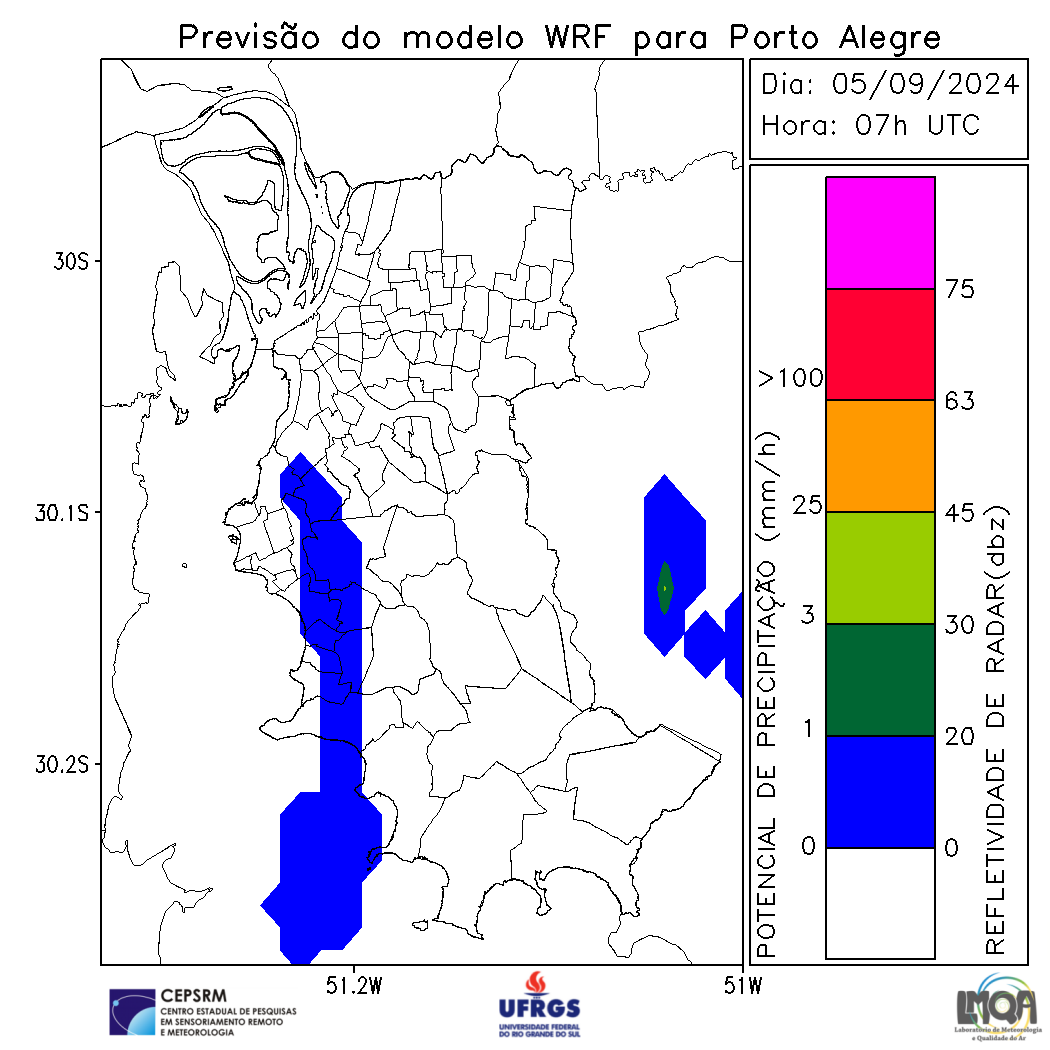 Previsão do modelo WRF para Porto Alegre
Dia: 05/09/2024
Hora: 07h UTC
30S
30.1S
30.2S
51.2W
51W
POTENCIAL DE PRECIPITAÇÃO (mm/h)
>100
25
3
1
0
75
63
45
30
20
0
REFLETIVIDADE DE RADAR(dbz)
CEPSRM
CENTRO ESTADUAL DE PESQUISAS
EM SENSORIAMENTO REMOTO
E METEOROLOGIA
UFRGS
UNIVERSIDADE FEDERAL
DO RIO GRANDE DO SUL
LMQA
Laboratório de Meteorologia
e Qualidade do Ar